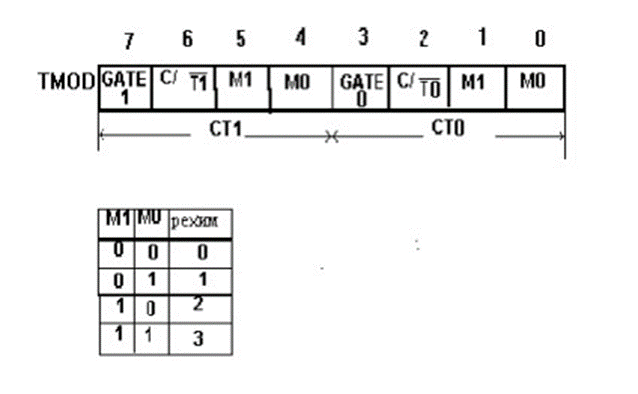 7 6 5 4 3 2 1 0
TMOD GATE 1 C/ T1 M1 M0 GATE 0 C/ T0 M1 M0
CT1 CT0
M1 M0 режим
0 0 0
0 1 1
1 0 2
1 1 3